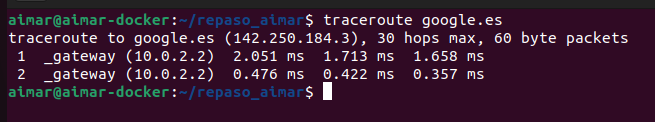 aimar@aimar-docker:~/repaso_aimar$ traceroute google.es
traceroute to google.es (142.250.184.3), 30 hops max, 60 byte packets
 1  _gateway (10.0.2.2)  2.051 ms  1.713 ms  1.658 ms
 2  _gateway (10.0.2.2)  0.476 ms  0.422 ms  0.357 ms
aimar@aimar-docker:~/repaso_aimar$